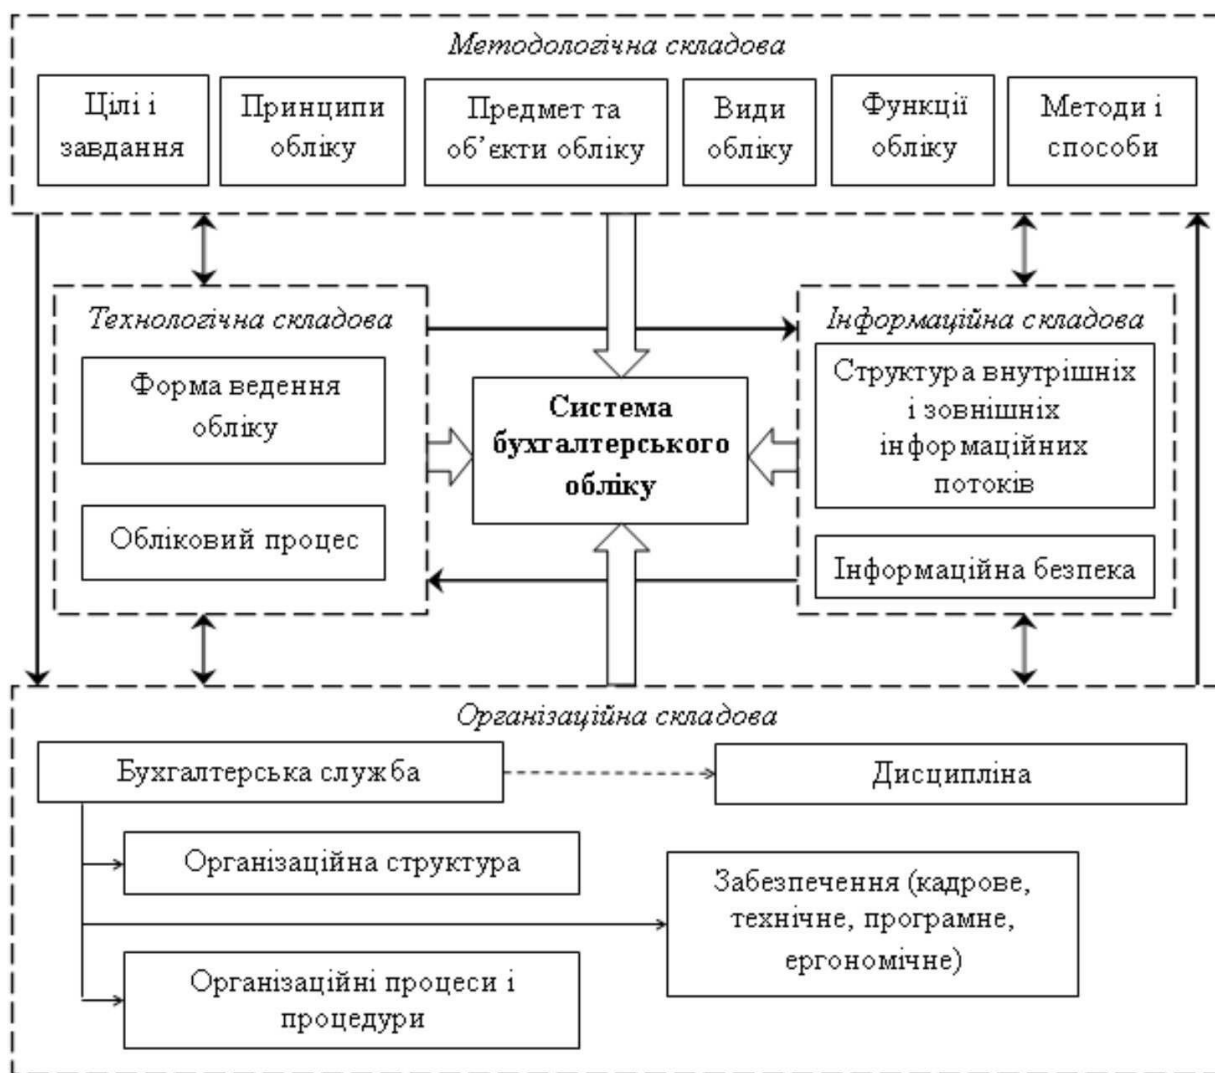 Методологічна складова
Цілі і
завдання
Принципи
обліку
Предмет та
об’єкти обліку
Види
обліку
Функції
обліку
Методи і
способи
Технологічна складова
Форма ведення
обліку
Обліковий процес
Система
бухгалтерського
обліку
Інформаційна складова
Структура внутрішніх
і зовнішніх
інформаційних
потоків
Інформаційна безпека
Організаційна складова
Бухгалтерська служба
Дисципліна
Організаційна структура
Забезпечення (кадрове,
технічне, програмне,
ергономічне)
Організаційні процеси і
процедури